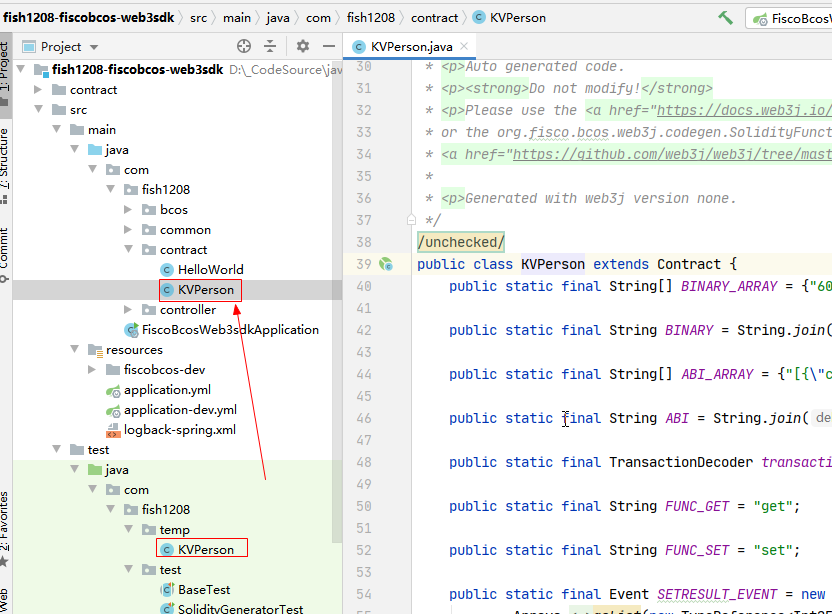 fish1208-fiscobcos-web3sdk src main java com fish1208 contract KVPerson FiscoBcosW
Project KVPerson.java
1: Project
7: Structure
Commit
2: Favorites
Web
fish1208-fiscobcos-web3sdk D:\_CodeSource\jav
contract
src
main
java
com
fish1208
bcos
common
contract
HelloWorld
KVPerson
controller
FiscoBcosWeb3sdkApplication
resources
fiscobcos-dev
application.yml
application-dev.yml
logback-spring.xml
test
java
com
fish1208
temp
KVPerson
test
BaseTest
SolidityGeneratorTest
30 * <p>Auto generated code.
31 * <p><strong>Do not modify!</strong>
32 * <p>Please use the <a href="https://docs.web3j.io/
33 * or the org.fisco.bcos.web3j.codegen.SolidityFunct
34 * <a href="https://github.com/web3j/web3j/tree/mast
35 *
36 * <p>Generated with web3j version none.
37 */
38 /unchecked/
39 public class KVPerson extends Contract {
40 public static final String[] BINARY_ARRAY = {"60
41
42 public static final String BINARY = String.join(
43
44 public static final String[] ABI_ARRAY = {"[{\"c
45
46 public static final String ABI = String.join( de
47
48 public static final TransactionDecoder transacti
49
50 public static final String FUNC_GET = "get";
51
52 public static final String FUNC_SET = "set";
53
54 public static final Event SETRESULT_EVENT = new